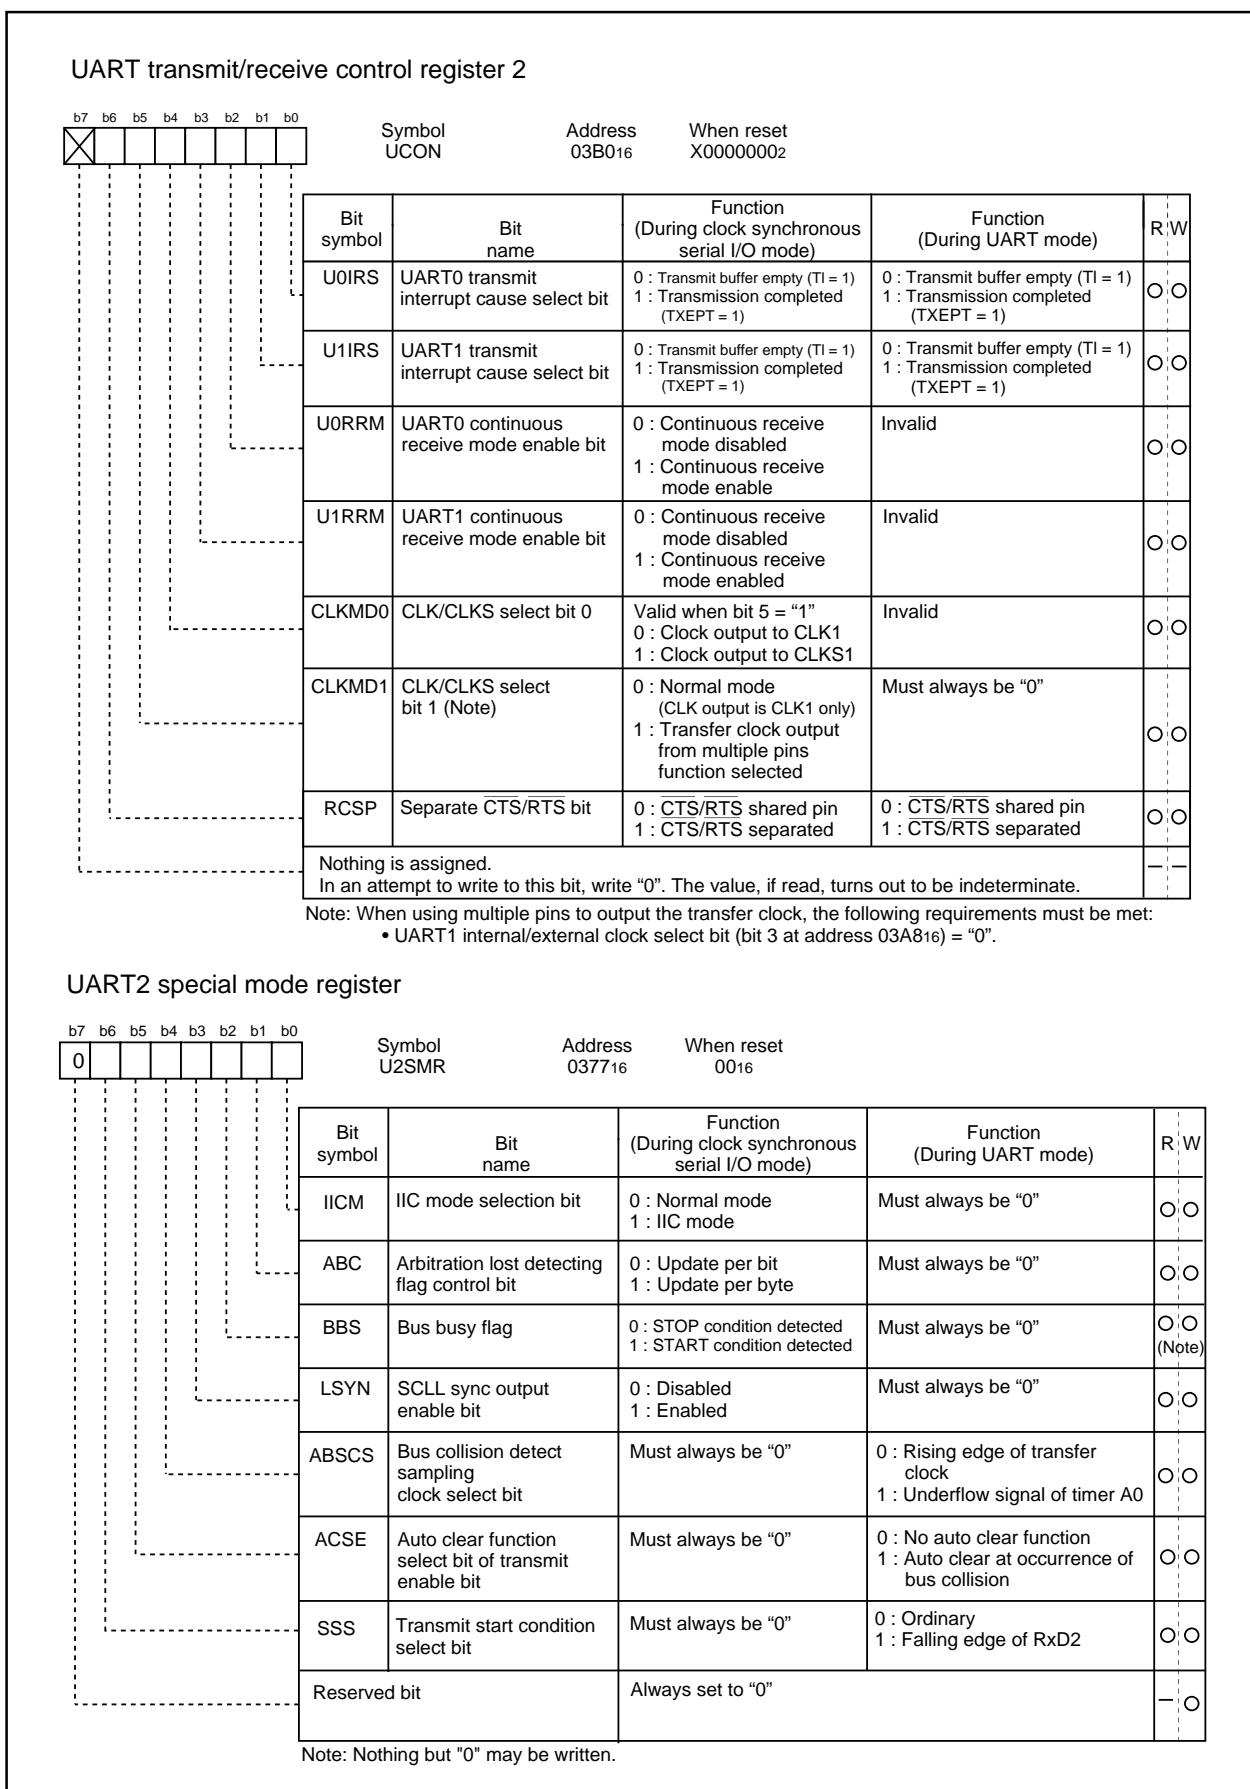 UART transmit/receive control register 2
b7 b6 b5 b4 b3 b2 b1 b0
Symbol Address When reset
UCON 03B016 X00000002
Bit symbol Bit name Function (During clock synchronous serial I/O mode) Function (During UART mode) R W
U0IRS UART0 transmit interrupt cause select bit
0 : Transmit buffer empty (TI = 1)
1 : Transmission completed
(TXEPT = 1)
0 : Transmit buffer empty (TI = 1)
1 : Transmission completed
(TXEPT = 1)
U1IRS UART1 transmit interrupt cause select bit
0 : Transmit buffer empty (TI = 1)
1 : Transmission completed
(TXEPT = 1)
0 : Transmit buffer empty (TI = 1)
1 : Transmission completed
(TXEPT = 1)
U0RRM UART0 continuous receive mode enable bit
0 : Continuous receive
mode disabled
1 : Continuous receive
mode enable
Invalid
U1RRM UART1 continuous receive mode enable bit
0 : Continuous receive
mode disabled
1 : Continuous receive
mode enabled
Invalid
CLKMD0 CLK/CLKS select bit 0
Valid when bit 5 = “1”
0 : Clock output to CLK1
1 : Clock output to CLKS1
Invalid
CLKMD1 CLK/CLKS select bit 1 (Note)
0 : Normal mode
(CLK output is CLK1 only)
1 : Transfer clock output
from multiple pins
function selected
Must always be “0”
RCSP Separate CTS/RTS bit
0 : CTS/RTS shared pin
1 : CTS/RTS separated
0 : CTS/RTS shared pin
1 : CTS/RTS separated
Nothing is assigned.
In an attempt to write to this bit, write “0”. The value, if read, turns out to be indeterminate.
– –
Note: When using multiple pins to output the transfer clock, the following requirements must be met:
• UART1 internal/external clock select bit (bit 3 at address 03A816) = “0”.
UART2 special mode register
b7 b6 b5 b4 b3 b2 b1 b0
0
Symbol Address When reset
U2SMR 037716 0016
Bit symbol Bit name Function (During clock synchronous serial I/O mode) Function (During UART mode) R W
IICM IIC mode selection bit
0 : Normal mode
1 : IIC mode
Must always be “0”
ABC Arbitration lost detecting flag control bit
0 : Update per bit
1 : Update per byte
Must always be “0”
BBS Bus busy flag
0 : STOP condition detected
1 : START condition detected
Must always be “0”
(Note)
LSYN SCLL sync output enable bit
0 : Disabled
1 : Enabled
Must always be “0”
ABSCS Bus collision detect sampling clock select bit
Must always be “0”
0 : Rising edge of transfer
clock
1 : Underflow signal of timer A0
ACSE Auto clear function select bit of transmit enable bit
Must always be “0”
0 : No auto clear function
1 : Auto clear at occurrence of
bus collision
SSS Transmit start condition select bit
Must always be “0”
0 : Ordinary
1 : Falling edge of RxD2
Reserved bit
Always set to “0”
–
Note: Nothing but "0" may be written.